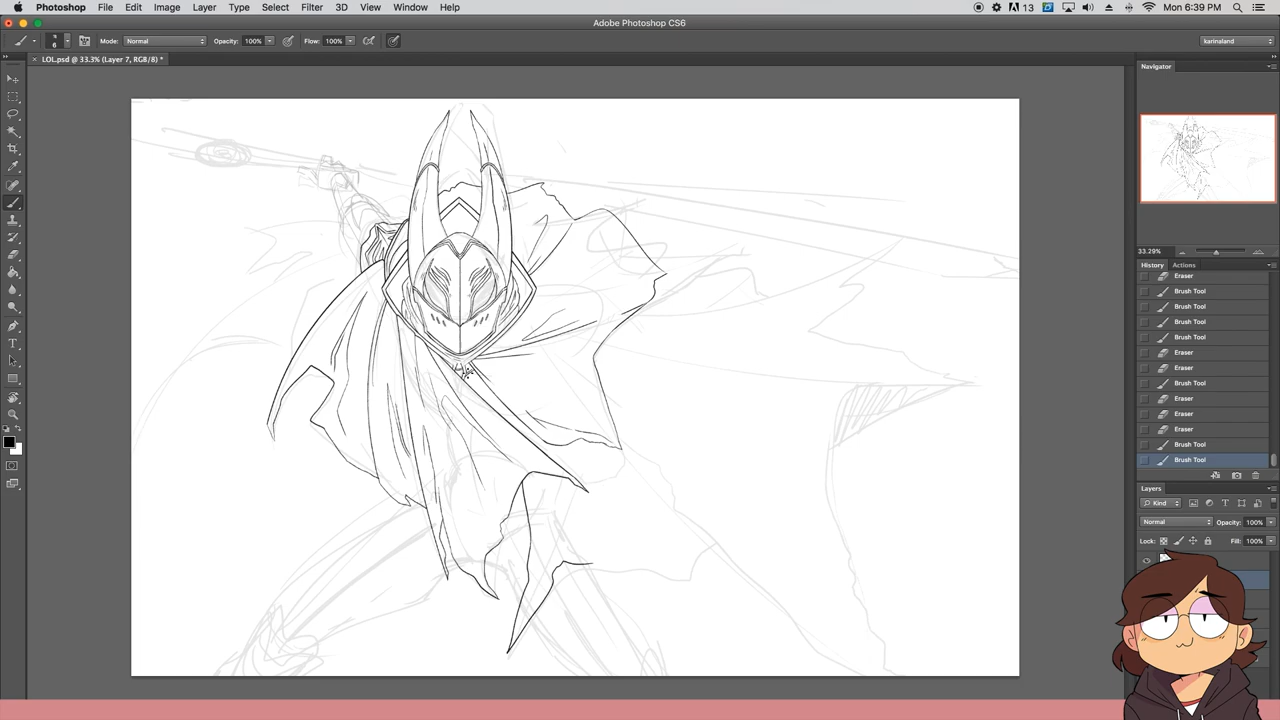 Photoshop File Edit Image Layer Type Select Filter 3D View Window Help 13 Mon 6:39 PM
Adobe Photoshop CS6
6 Mode: Normal Opacity: 100% Flow: 100% karinaland
× LOL.psd @ 33.3% (Layer 7, RGB/8) *
Navigator
33.29%
History Actions
Eraser
Brush Tool
Brush Tool
Brush Tool
Brush Tool
Eraser
Eraser
Brush Tool
Eraser
Eraser
Eraser
Brush Tool
Brush Tool
Layers
Kind
Normal Opacity: 100%
Lock: Fill: 100%